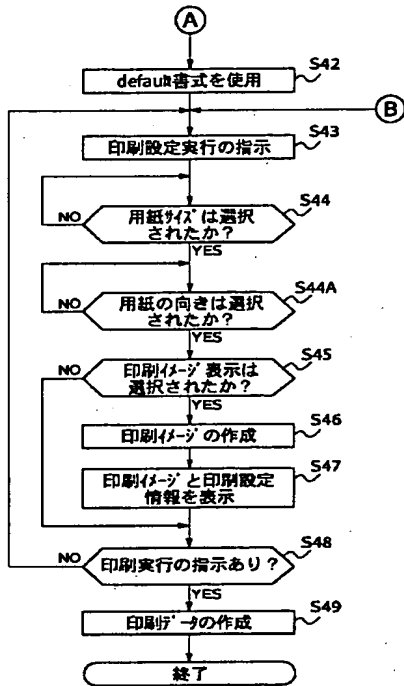 A
S42
default書式を使用
B
S43
印刷設定実行の指示
S44
NO
用紙ｻｲｽﾞは選択
されたか？
YES
S44A
NO
用紙の向きは選択
されたか？
YES
S45
NO
印刷ｲﾒｰｼﾞ表示は
選択されたか？
YES
S46
印刷ｲﾒｰｼﾞの作成
S47
印刷ｲﾒｰｼﾞと印刷設定
情報を表示
S48
NO
印刷実行の指示あり？
YES
S49
印刷ﾃﾞｰﾀの作成
終了